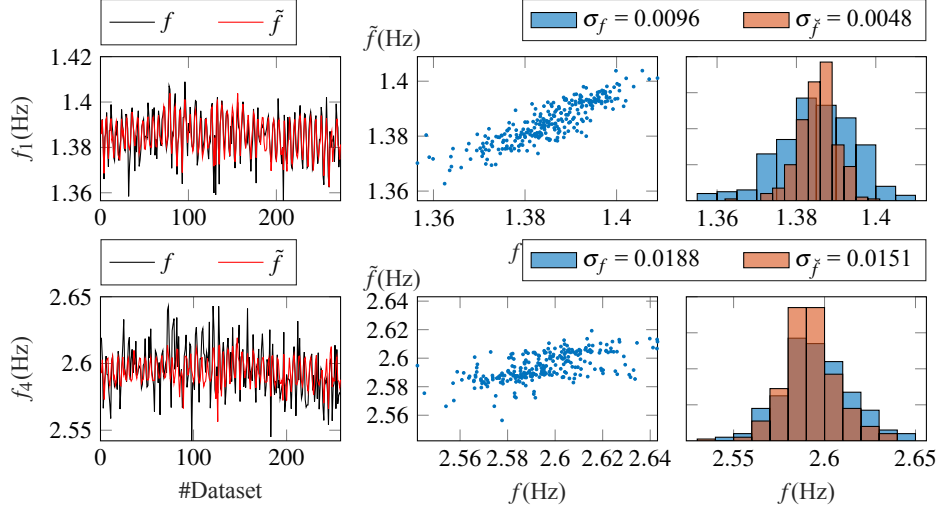 f f̃ f̃(Hz) σ_f = 0.0096 σ_f̌ = 0.0048
1.42
1.4
1.38
1.36
f₁(Hz)
0 100 200
1.4
1.38
1.36
1.36 1.38 1.4
f
1.36 1.38 1.4
f f̃ f̃(Hz) σ_f = 0.0188 σ_f̌ = 0.0151
2.65
2.6
2.55
f₄(Hz)
0 100 200
#Dataset
2.64
2.62
2.6
2.58
2.56
2.56 2.58 2.6 2.62 2.64
f(Hz)
2.55 2.6 2.65
f(Hz)